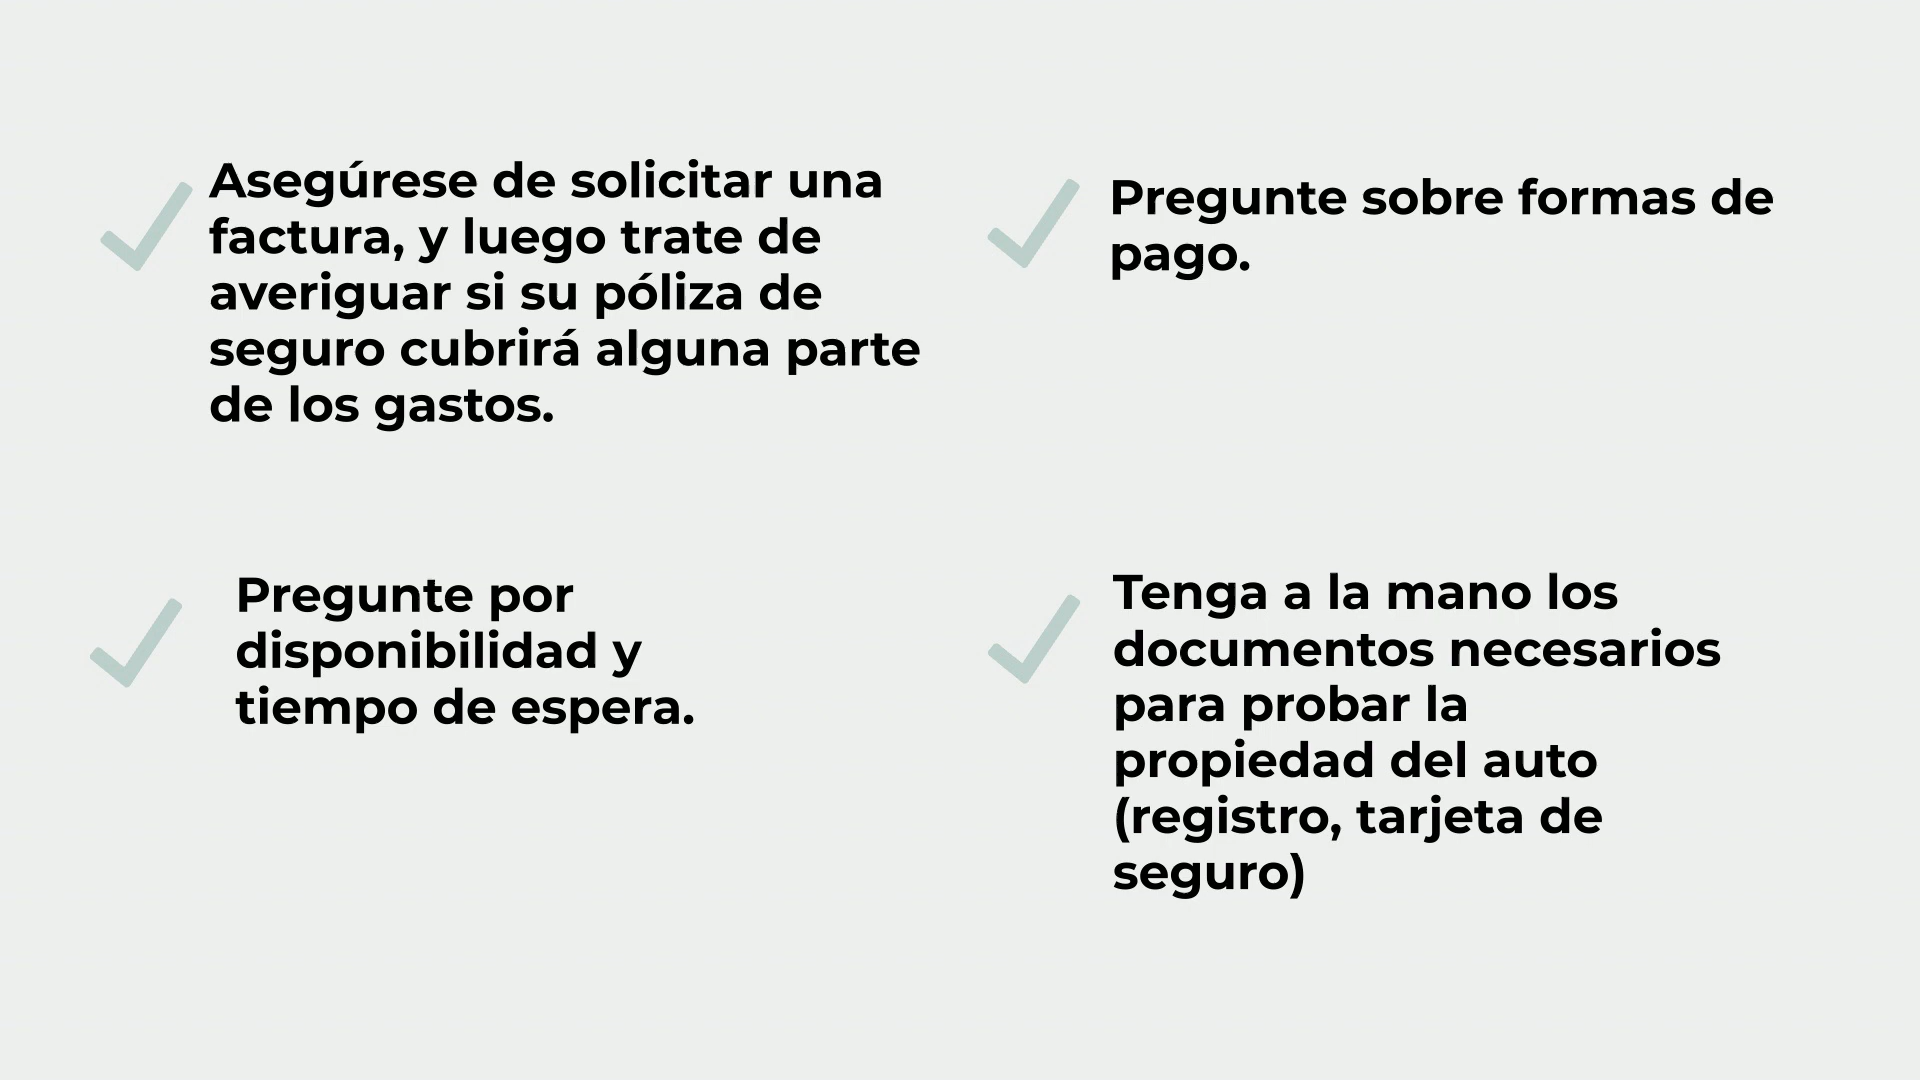 Asegúrese de solicitar una
factura, y luego trate de
averiguar si su póliza de
seguro cubrirá alguna parte
de los gastos.
Pregunte sobre formas de
pago.
Pregunte por
disponibilidad y
tiempo de espera.
Tenga a la mano los
documentos necesarios
para probar la
propiedad del auto
(registro, tarjeta de
seguro)